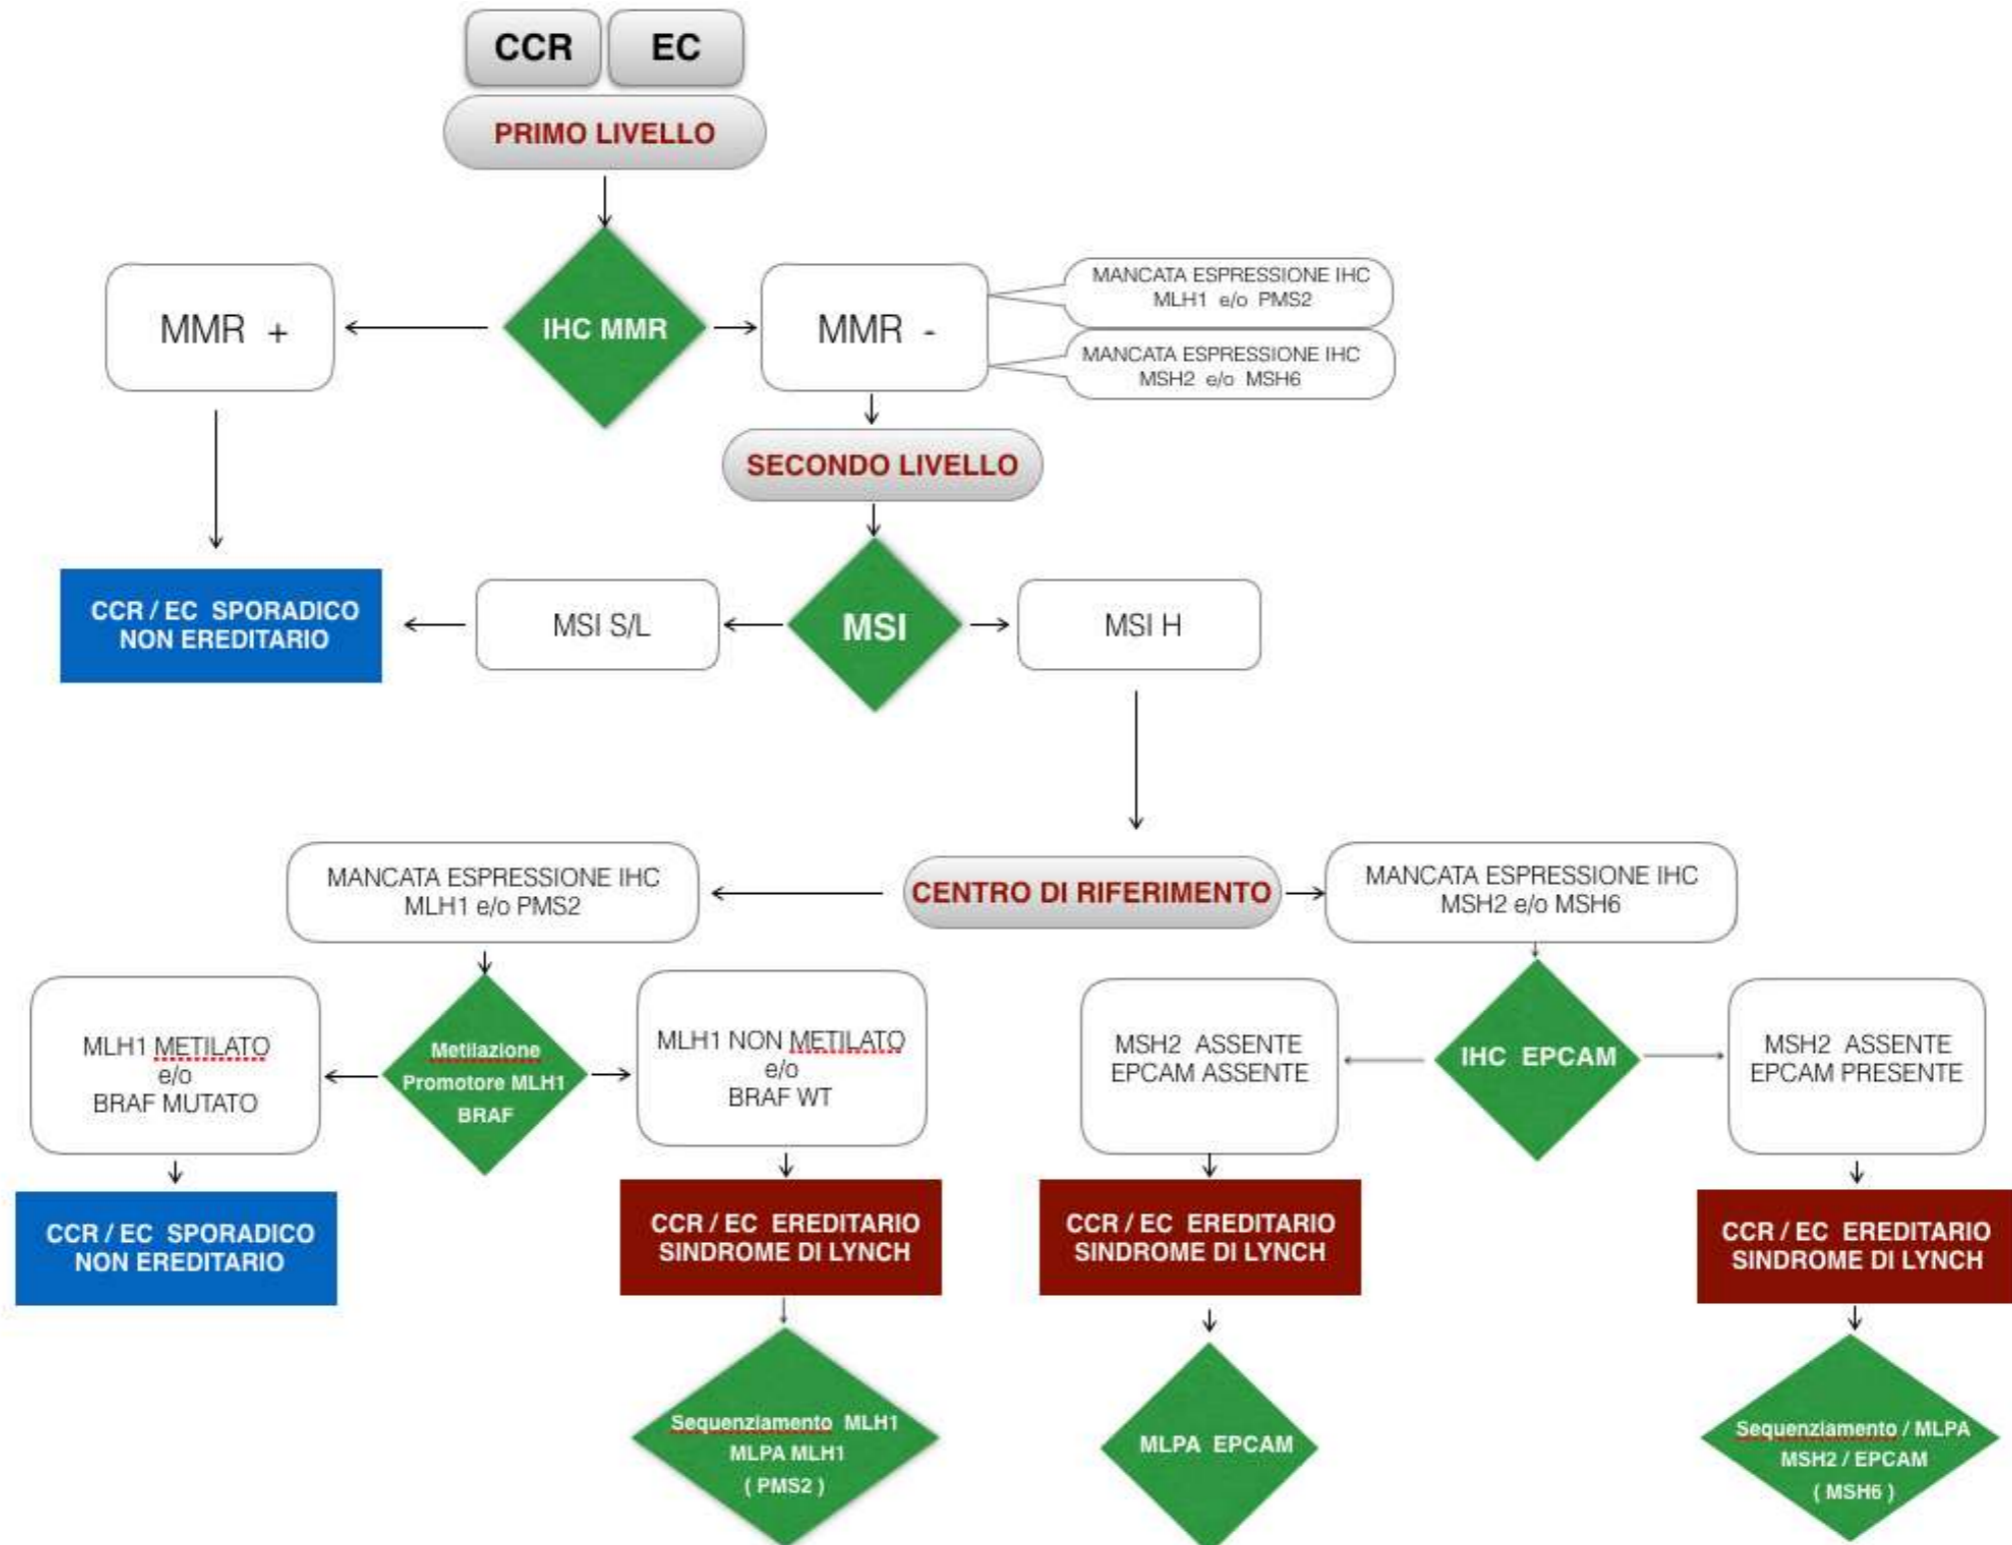 CCR
EC
PRIMO LIVELLO
MMR +
IHC MMR
MMR -
MANCATA ESPRESSIONE IHC
MLH1 e/o PMS2
MANCATA ESPRESSIONE IHC
MSH2 e/o MSH6
SECONDO LIVELLO
CCR / EC SPORADICO
NON EREDITARIO
MSI S/L
MSI
MSI H
MANCATA ESPRESSIONE IHC
MLH1 e/o PMS2
CENTRO DI RIFERIMENTO
MANCATA ESPRESSIONE IHC
MSH2 e/o MSH6
MLH1 METILATO
e/o
BRAF MUTATO
Metilazione
Promotore MLH1
BRAF
MLH1 NON METILATO
e/o
BRAF WT
MSH2 ASSENTE
EPCAM ASSENTE
IHC EPCAM
MSH2 ASSENTE
EPCAM PRESENTE
CCR / EC SPORADICO
NON EREDITARIO
CCR / EC EREDITARIO
SINDROME DI LYNCH
CCR / EC EREDITARIO
SINDROME DI LYNCH
CCR / EC EREDITARIO
SINDROME DI LYNCH
Sequenziamento MLH1
MLPA MLH1
( PMS2 )
MLPA EPCAM
Sequenziamento / MLPA
MSH2 / EPCAM
( MSH6 )